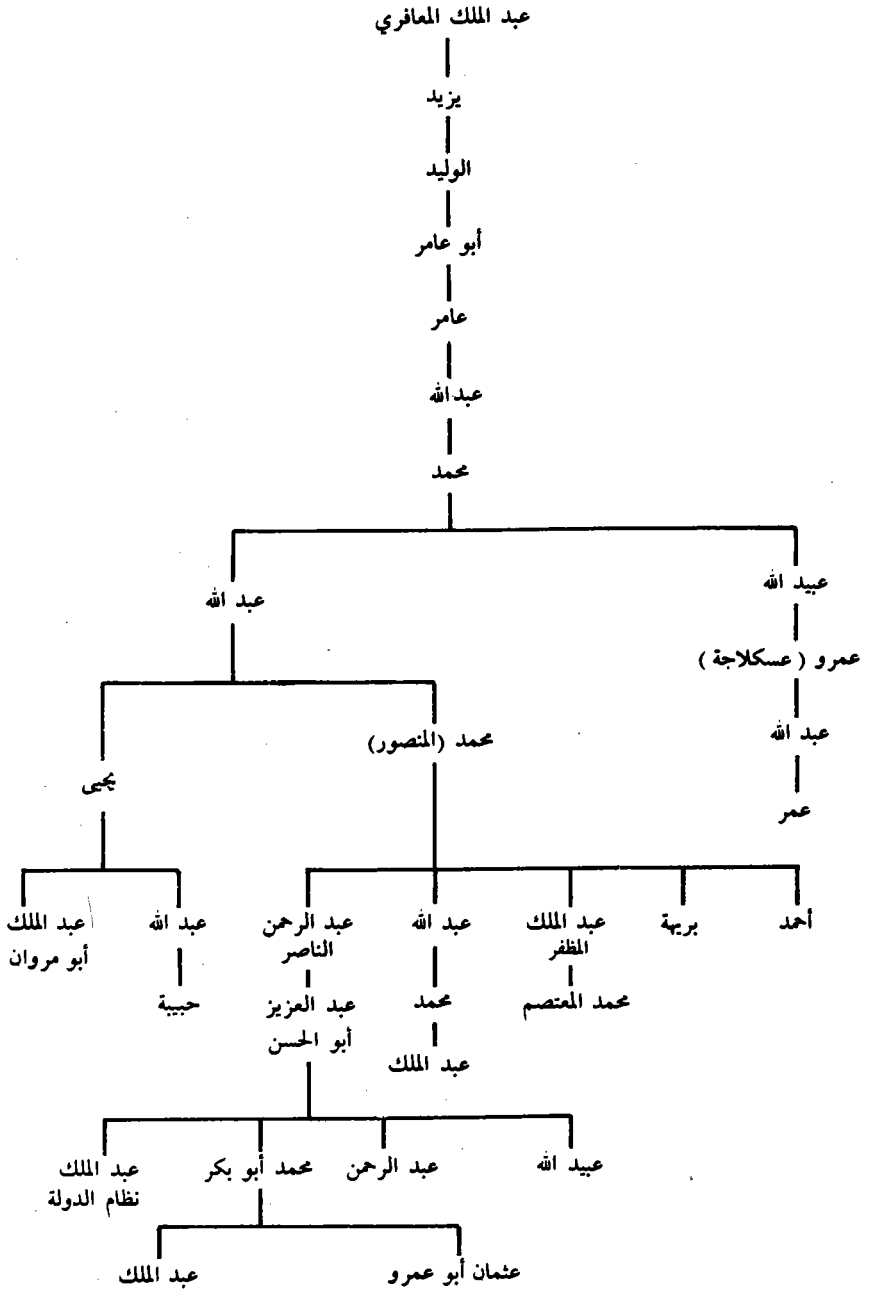 عبد الملك المعافري
يزيد
الوليد
أبو عامر
عامر
عبدالله
محمد
عبيد الله
عبد الله
عمرو (عسكلاجة)
عبد الله
محمد (المنصور)
يحيى
عمر
أحمد
بريهة
عبد الملك
المظفر
عبد الله
عبد الرحمن
الناصر
عبد الله
عبد الملك
أبو مروان
محمد المعتصم
محمد
عبد العزيز
أبو الحسن
حبيبة
عبد الملك
عبيد الله
عبد الرحمن
محمد أبو بكر
عبد الملك
نظام الدولة
عثمان أبو عمرو
عبد الملك